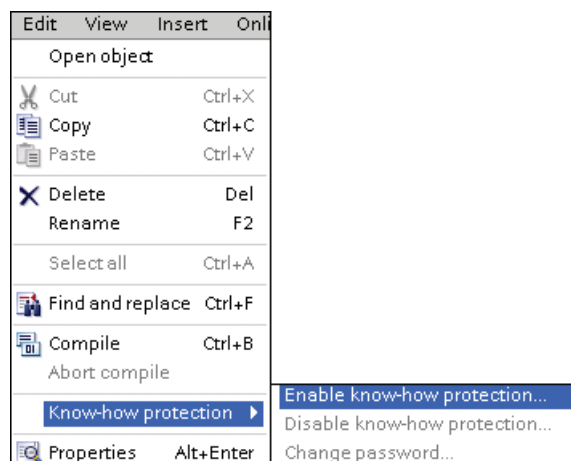 Edit View Insert Onli
Open object
Cut Ctrl+X
Copy Ctrl+C
Paste Ctrl+V
Delete Del
Rename F2
Select all Ctrl+A
Find and replace Ctrl+F
Compile Ctrl+B
Abort compile
Know-how protection
Enable know-how protection...
Disable know-how protection...
Properties Alt+Enter
Change password...